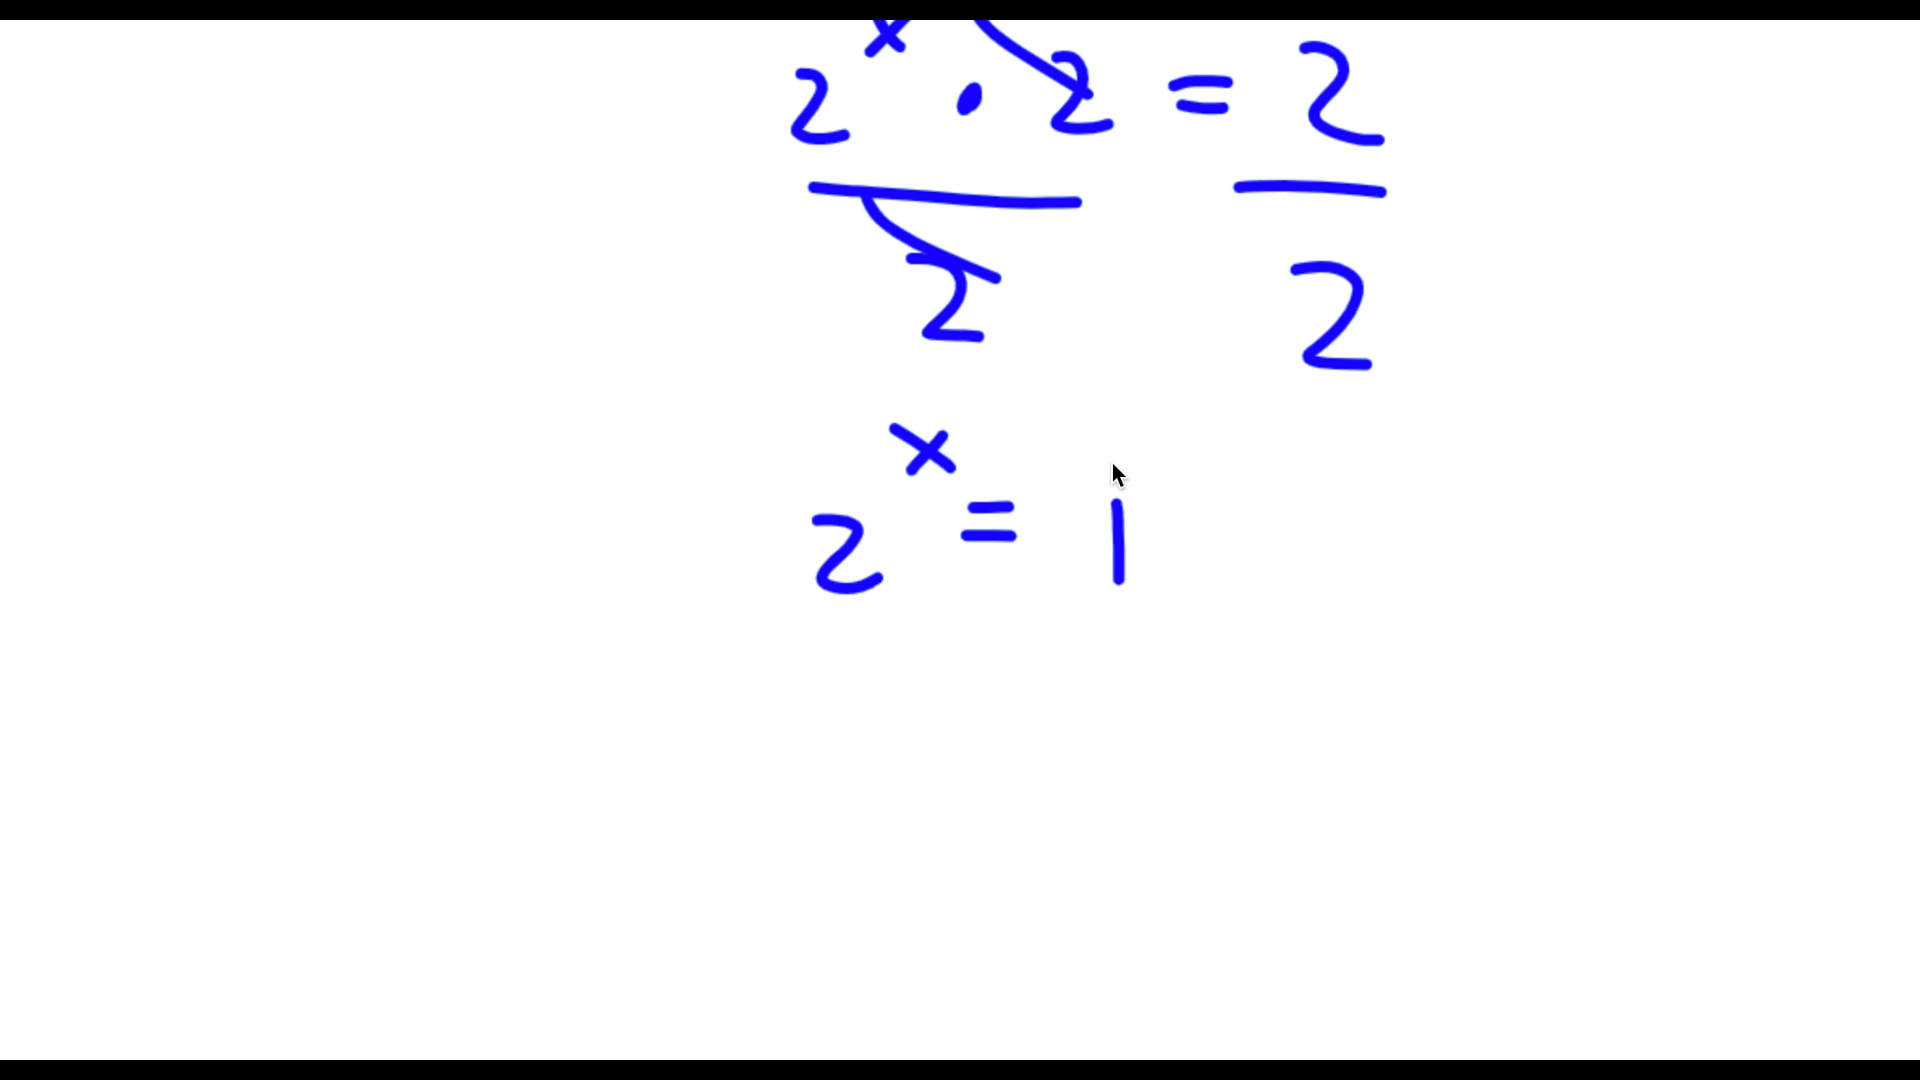 2^x · 2 = 2
2 2
2^x = 1